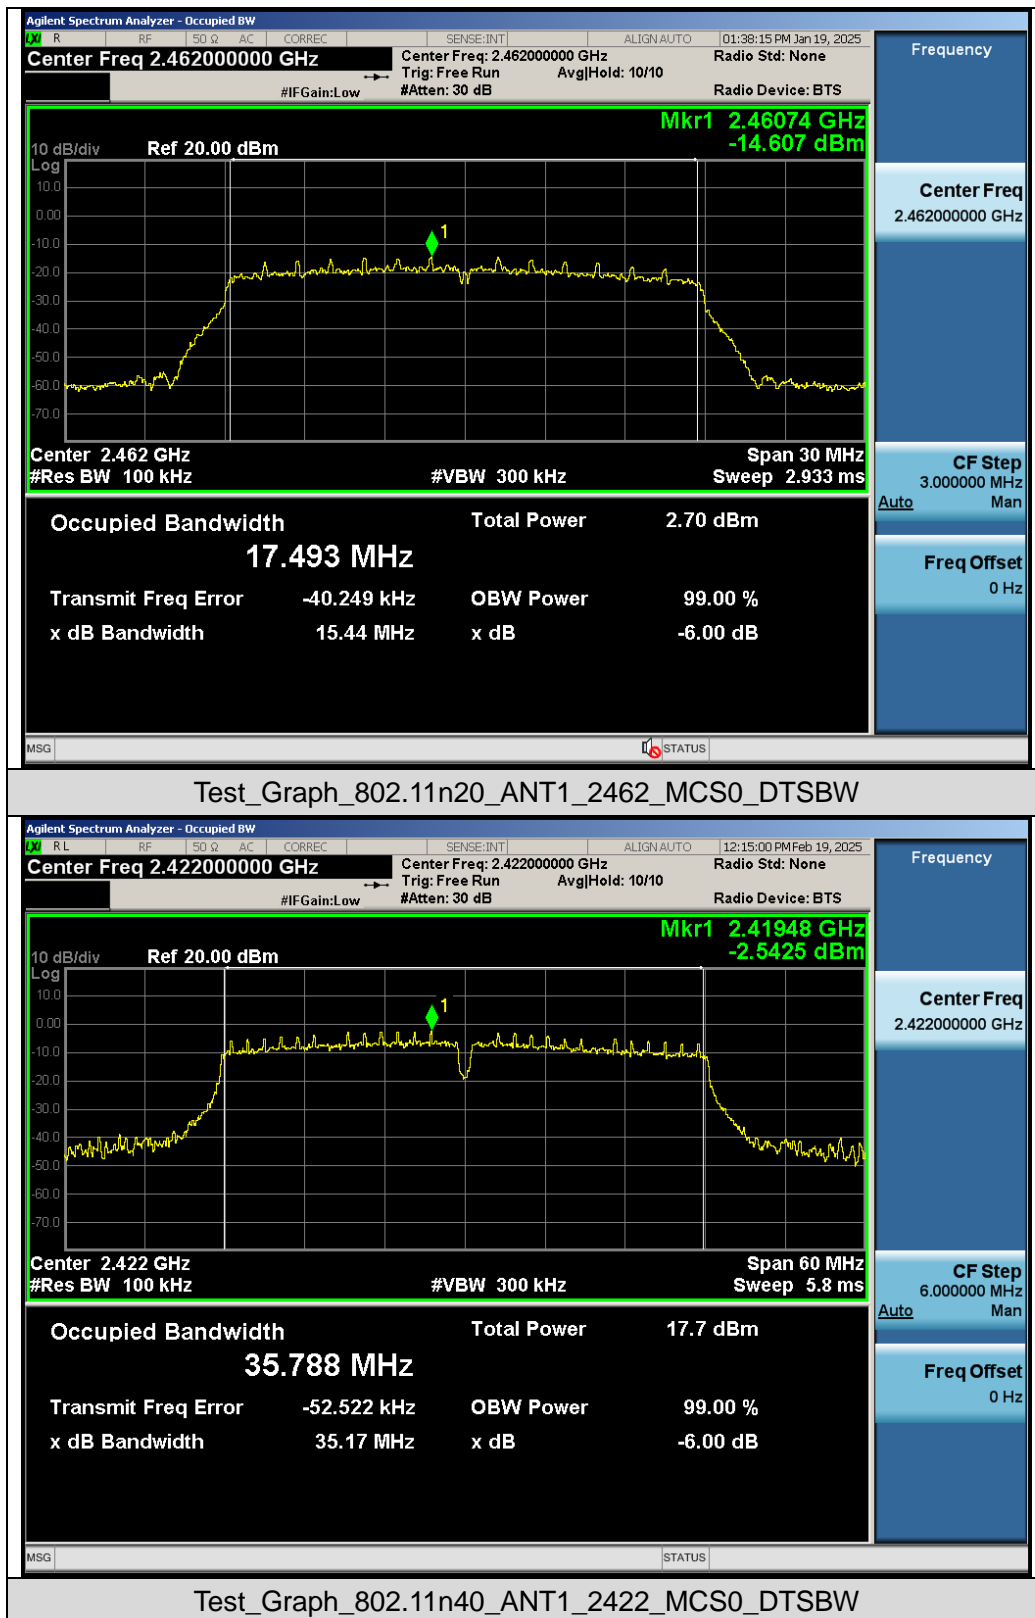 Agilent Spectrum Analyzer - Occupied BW
LXI R RF 50 Ω AC CORREC SENSE:INT ALIGN AUTO 01:38:15 PM Jan 19, 2025
Center Freq 2.462000000 GHz Center Freq: 2.462000000 GHz Radio Std: None Frequency
Trig: Free Run Avg|Hold: 10/10
#IFGain:Low #Atten: 30 dB Radio Device: BTS
Mkr1 2.46074 GHz
10 dB/div Ref 20.00 dBm -14.607 dBm
Log
10.0
0.00
-10.0
-20.0
-30.0
-40.0
-50.0
-60.0
-70.0
1
Center Freq
2.462000000 GHz
Center 2.462 GHz Span 30 MHz
#Res BW 100 kHz #VBW 300 kHz Sweep 2.933 ms
CF Step
3.000000 MHz
Auto Man
Occupied Bandwidth Total Power 2.70 dBm
17.493 MHz
Freq Offset
0 Hz
Transmit Freq Error -40.249 kHz OBW Power 99.00 %
x dB Bandwidth 15.44 MHz x dB -6.00 dB
MSG STATUS
Test_Graph_802.11n20_ANT1_2462_MCS0_DTSBW
Agilent Spectrum Analyzer - Occupied BW
LXI R L RF 50 Ω AC CORREC SENSE:INT ALIGN AUTO 12:15:00 PM Feb 19, 2025
Center Freq 2.422000000 GHz Center Freq: 2.422000000 GHz Radio Std: None Frequency
Trig: Free Run Avg|Hold: 10/10
#IFGain:Low #Atten: 30 dB Radio Device: BTS
Mkr1 2.41948 GHz
10 dB/div Ref 20.00 dBm -2.5425 dBm
Log
10.0
0.00
-10.0
-20.0
-30.0
-40.0
-50.0
-60.0
-70.0
1
Center Freq
2.422000000 GHz
Center 2.422 GHz Span 60 MHz
#Res BW 100 kHz #VBW 300 kHz Sweep 5.8 ms
CF Step
6.000000 MHz
Auto Man
Occupied Bandwidth Total Power 17.7 dBm
35.788 MHz
Freq Offset
0 Hz
Transmit Freq Error -52.522 kHz OBW Power 99.00 %
x dB Bandwidth 35.17 MHz x dB -6.00 dB
MSG STATUS
Test_Graph_802.11n40_ANT1_2422_MCS0_DTSBW